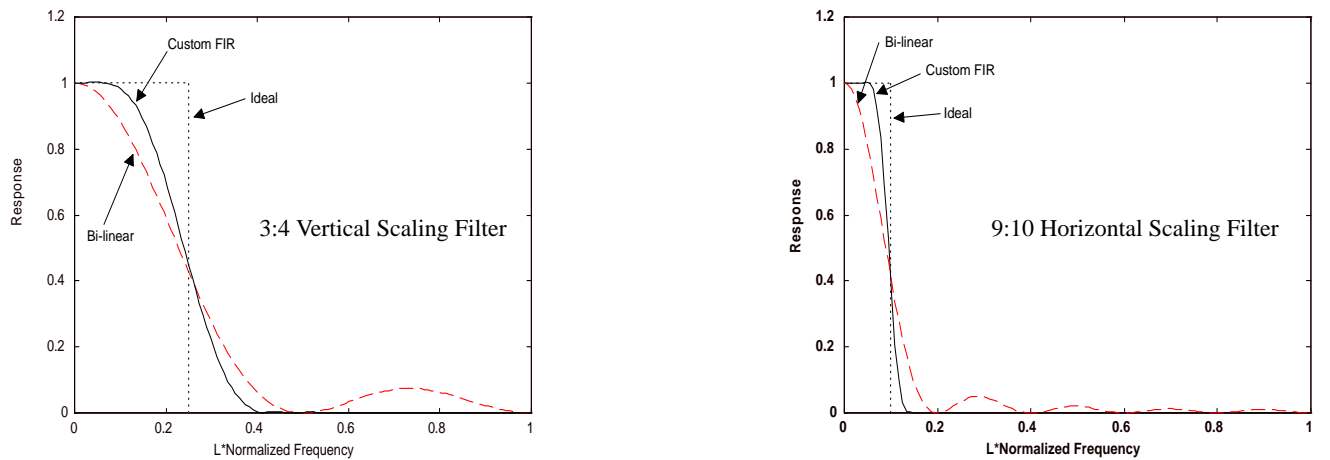 1.2
1
0.8
0.6
0.4
0.2
0
Response
Custom FIR
Ideal
Bi-linear
3:4 Vertical Scaling Filter
0 0.2 0.4 0.6 0.8 1
L*Normalized Frequency
1.2
1
0.8
0.6
0.4
0.2
0
Response
Bi-linear
Custom FIR
Ideal
9:10 Horizontal Scaling Filter
0 0.2 0.4 0.6 0.8 1
L*Normalized Frequency